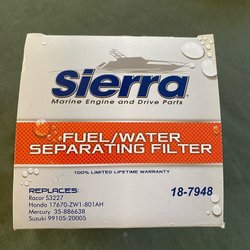 Sierra
Marine Engine and Drive Parts
FUEL/WATER
SEPARATING FILTER
100% LIMITED LIFETIME WARRANTY
REPLACES:
Racor S3227
Honda 17670-ZW1-801AH
Mercury 35-886638
Suzuki 99105-20005
18-7948